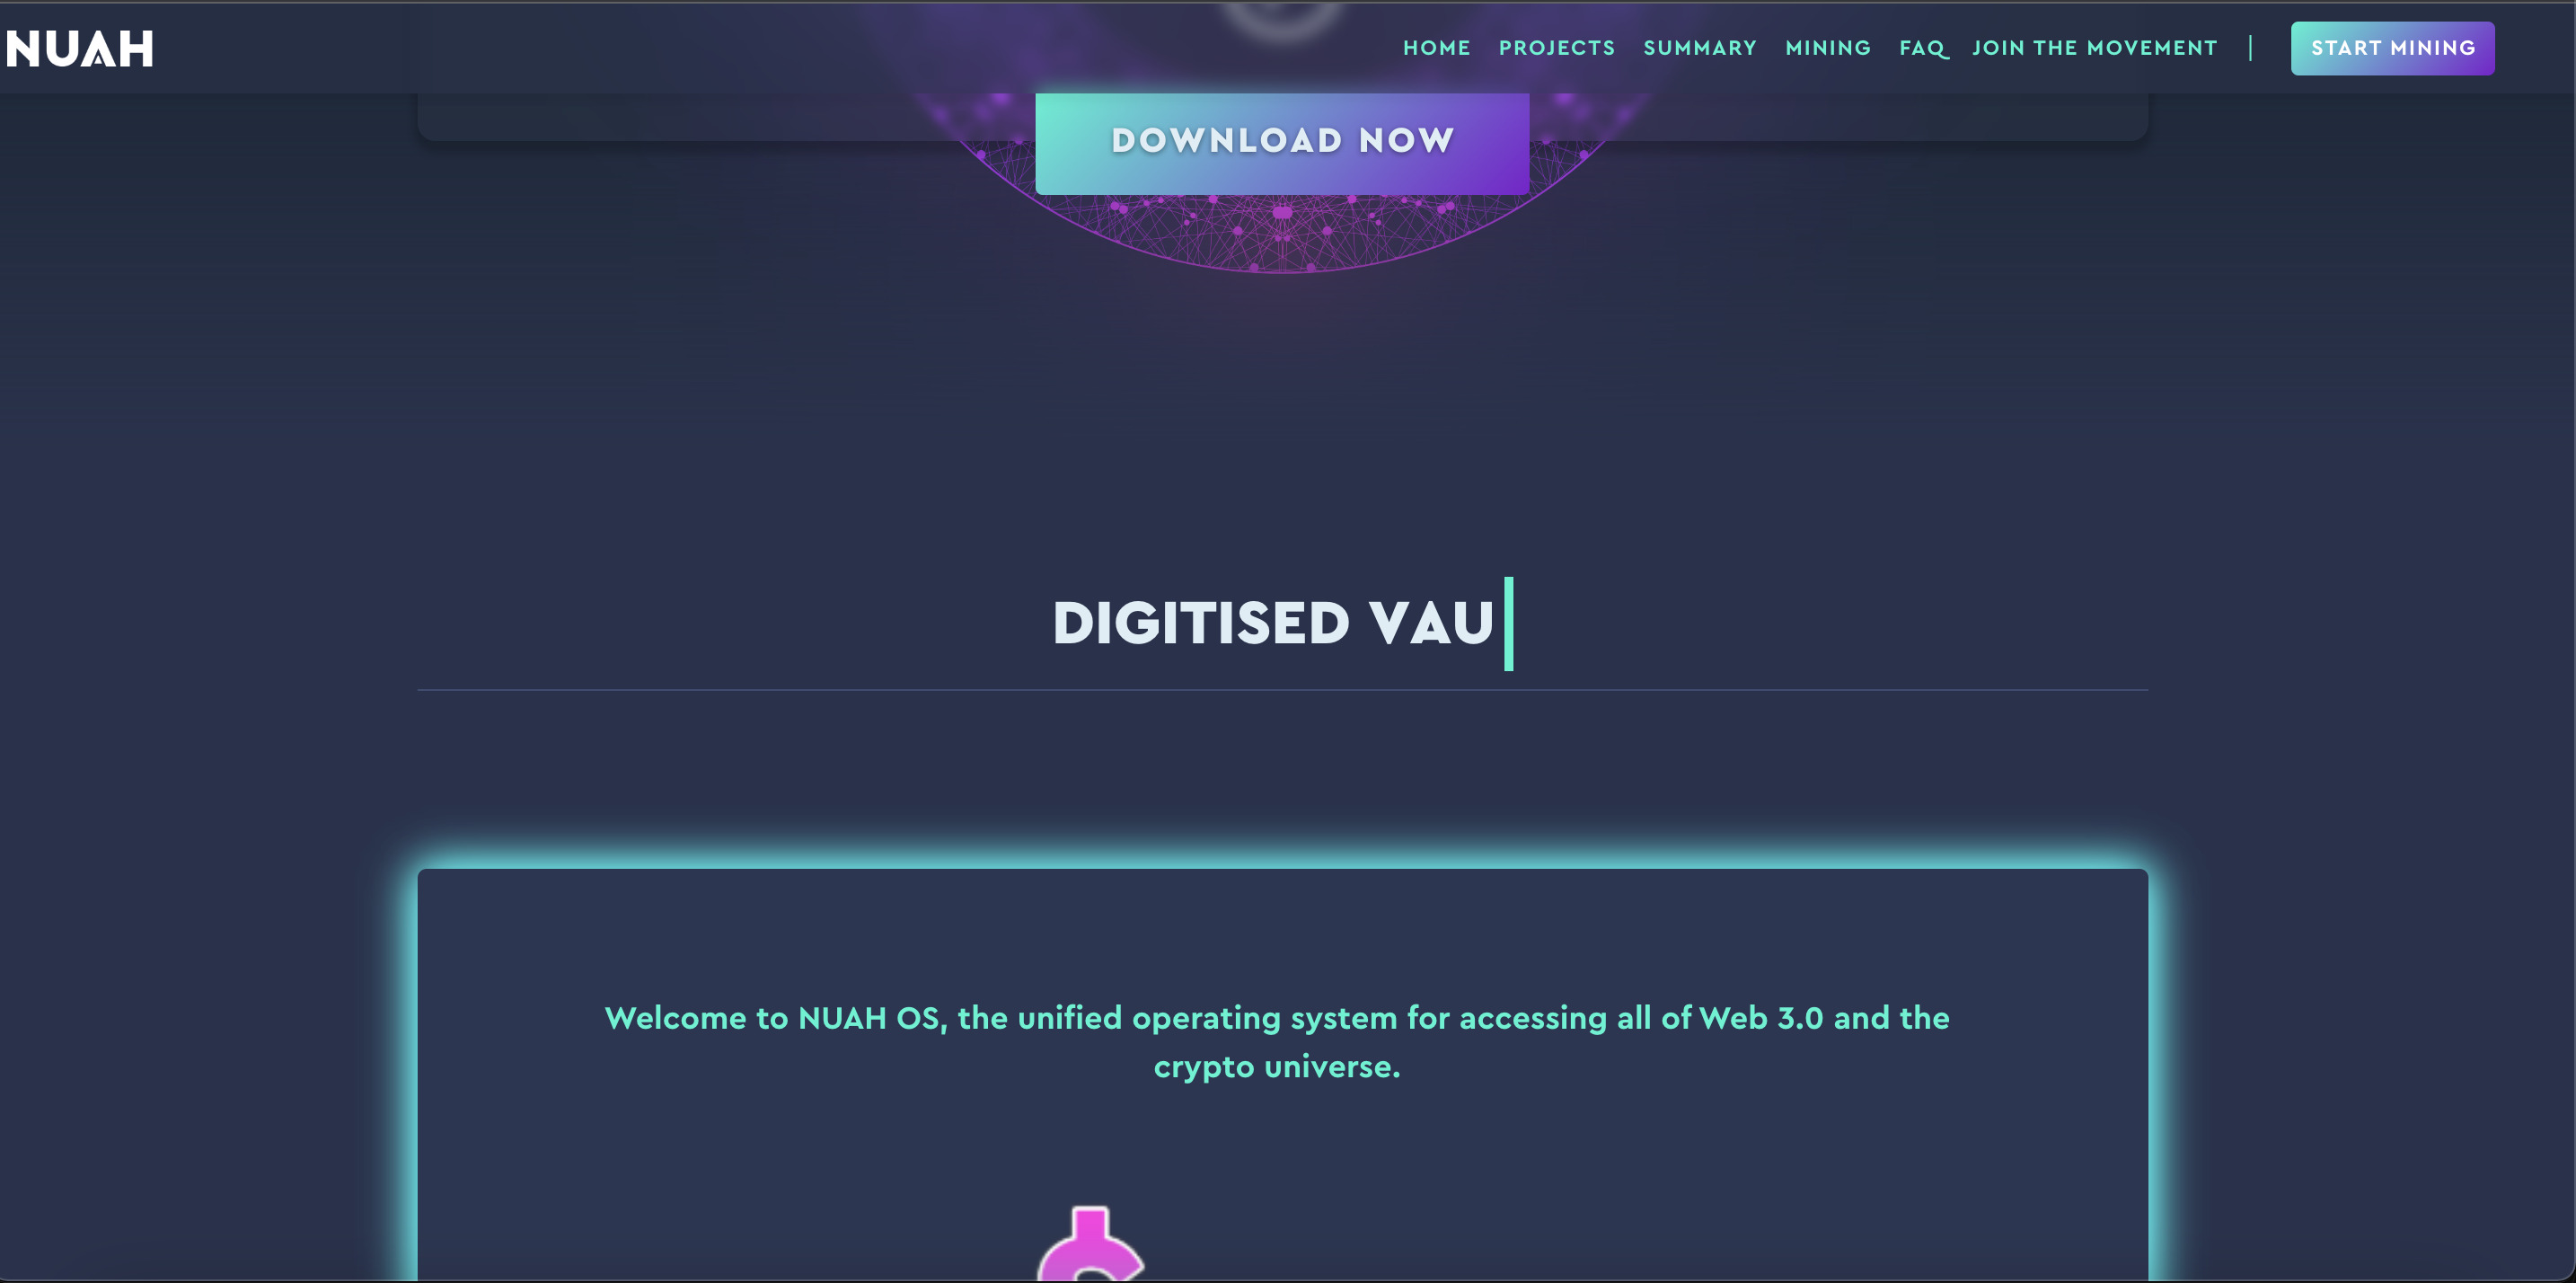 NUAH
HOME PROJECTS SUMMARY MINING FAQ JOIN THE MOVEMENT | START MINING
DOWNLOAD NOW
DIGITISED VAU
Welcome to NUAH OS, the unified operating system for accessing all of Web 3.0 and the
crypto universe.